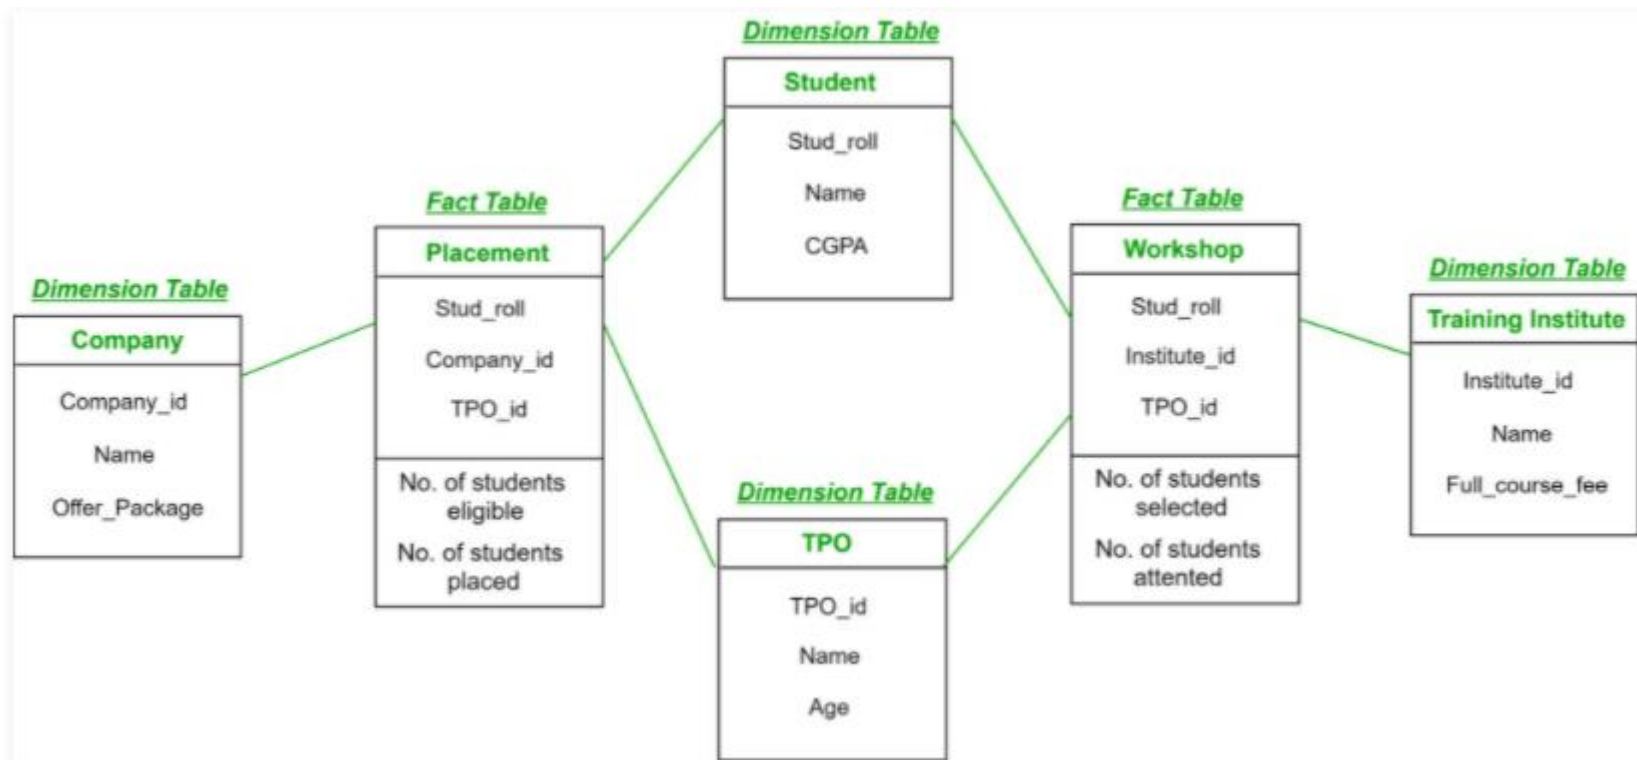 Dimension Table
Student
Stud_roll
Name
CGPA
Fact Table
Placement
Stud_roll
Company_id
TPO_id
No. of students
eligible
No. of students
placed
Fact Table
Workshop
Stud_roll
Institute_id
TPO_id
No. of students
selected
No. of students
attented
Dimension Table
Company
Company_id
Name
Offer_Package
Dimension Table
Training Institute
Institute_id
Name
Full_course_fee
Dimension Table
TPO
TPO_id
Name
Age